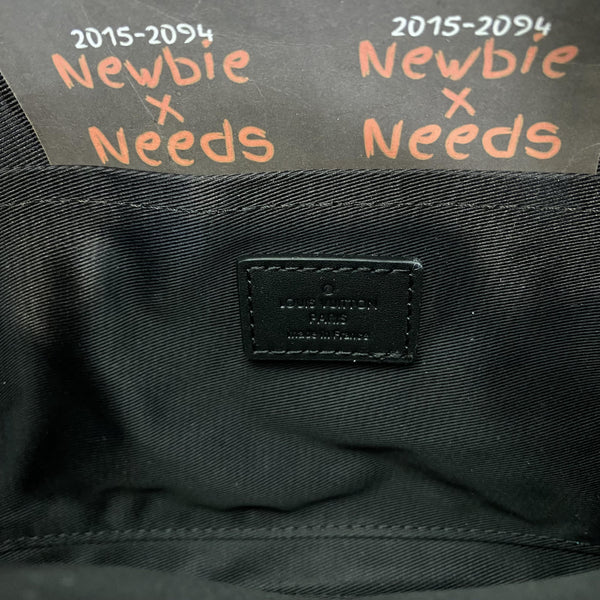 2015-2094 2015-2094
Newbie Newbie
x x
Needs Needs
LOUIS VUITTON
PARIS
made in France